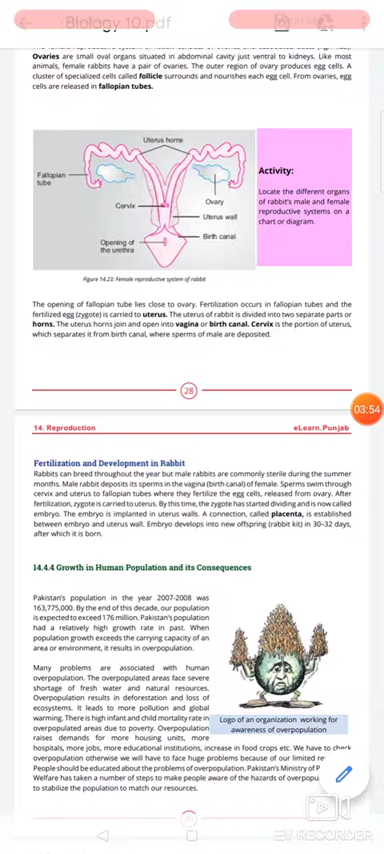 Biology 10.pdf
Ovaries are small oval organs situated in abdominal cavity just ventral to kidneys. Like most
animals, female rabbits have a pair of ovaries. The outer region of ovary produces egg cells. A
cluster of specialized cells called follicle surrounds and nourishes each egg cell. From ovaries, egg
cells are released in fallopian tubes.
Uterus horns
Fallopian
tube
Cervix
Ovary
Uterus wall
Birth canal
Opening of
the urethra
Activity:
Locate the different organs
of rabbit's male and female
reproductive systems on a
chart or diagram.
Figure 14.23: Female reproductive system of rabbit
The opening of fallopian tube lies close to ovary. Fertilization occurs in fallopian tubes and the
fertilized egg (zygote) is carried to uterus. The uterus of rabbit is divided into two separate parts or
horns. The uterus horns join and open into vagina or birth canal. Cervix is the portion of uterus,
which separates it from birth canal, where sperms of male are deposited.
28
03:54
14. Reproduction
eLearn.Punjab
Fertilization and Development in Rabbit
Rabbits can breed throughout the year but male rabbits are commonly sterile during the summer
months. Male rabbit deposits its sperms in the vagina (birth canal) of female. Sperms swim through
cervix and uterus to fallopian tubes where they fertilize the egg cells, released from ovary. After
fertilization, zygote is carried to uterus. By this time, the zygote has started dividing and is now called
embryo. The embryo is implanted in uterus walls. A connection, called placenta, is established
between embryo and uterus wall. Embryo develops into new offspring (rabbit kit) in 30–32 days,
after which it is born.
14.4.4 Growth in Human Population and its Consequences
Pakistan's population in the year 2007-2008 was
163,775,000. By the end of this decade, our population
is expected to exceed 176 million. Pakistan's population
had a relatively high growth rate in past. When
population growth exceeds the carrying capacity of an
area or environment, it results in overpopulation.
Many problems are associated with human
overpopulation. The overpopulated areas face severe
shortage of fresh water and natural resources.
Overpopulation results in deforestation and loss of
ecosystems. It leads to more pollution and global
warming. There is high infant and child mortality rate in
overpopulated areas due to poverty. Overpopulation
raises demands for more housing units, more
Logo of an organization working for
awareness of overpopulation
hospitals, more jobs, more educational institutions, increase in food crops etc. We have to check
overpopulation otherwise we will have to face huge problems because of our limited
People should be educated about the problems of overpopulation. Pakistan's Ministry of
Welfare has taken a number of steps to make people aware of the hazards of
to stabilize the population to match our resources.
EV-RECORDER